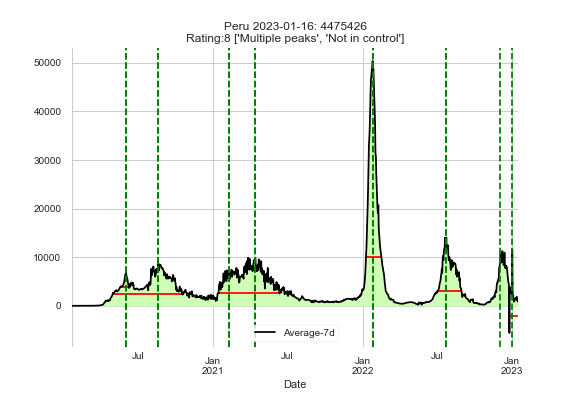 Peru 2023-01-16: 4475426
Rating:8 ['Multiple peaks', 'Not in control']
50000
40000
30000
20000
10000
0
Jul
Jan
2021
Jul
Jan
2022
Jul
Jan
2023
Average-7d
Date